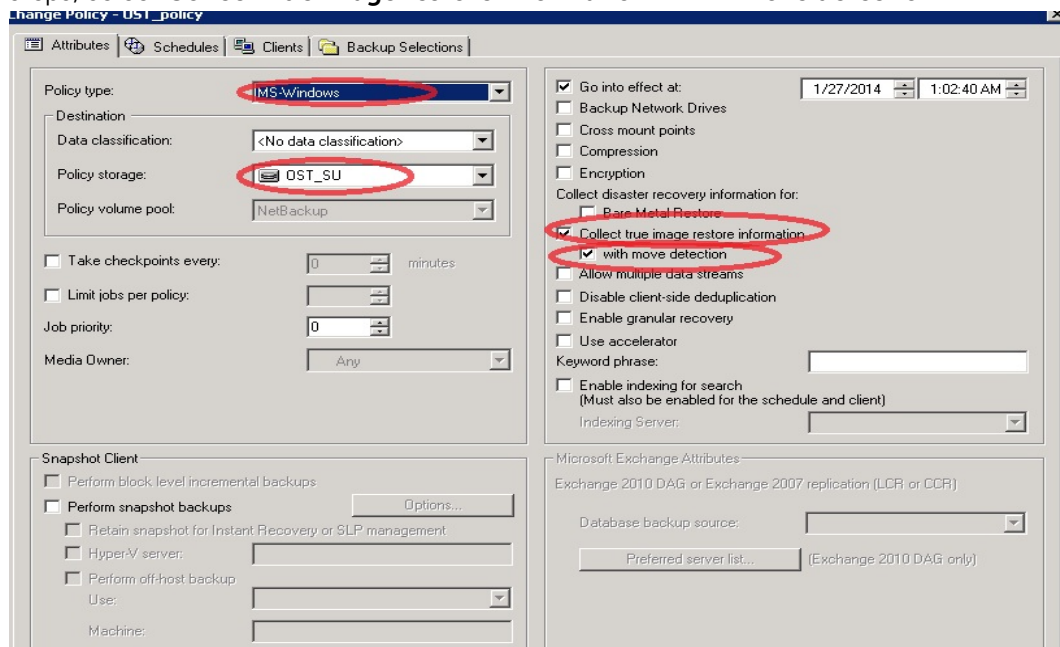 Change Policy - OST_policy
Attributes Schedules Clients Backup Selections
Policy type: MS-Windows
Destination
Data classification: <No data classification>
Policy storage: OST_SU
Policy volume pool: NetBackup
Take checkpoints every: 0 minutes
Limit jobs per policy:
Job priority: 0
Media Owner: Any
Go into effect at: 1/27/2014 1:02:40 AM
Backup Network Drives
Cross mount points
Compression
Encryption
Collect disaster recovery information for:
Bare Metal Restore
Collect true image restore information
with move detection
Allow multiple data streams
Disable client-side deduplication
Enable granular recovery
Use accelerator
Keyword phrase:
Enable indexing for search
(Must also be enabled for the schedule and client)
Indexing Server:
Snapshot Client
Perform block level incremental backups
Perform snapshot backups Options...
Retain snapshot for Instant Recovery or SLP management
Hyper-V server:
Perform off-host backup
Use:
Machine:
Microsoft Exchange Attributes
Exchange 2010 DAG or Exchange 2007 replication (LCR or CCR)
Database backup source:
Preferred server list... (Exchange 2010 DAG only)